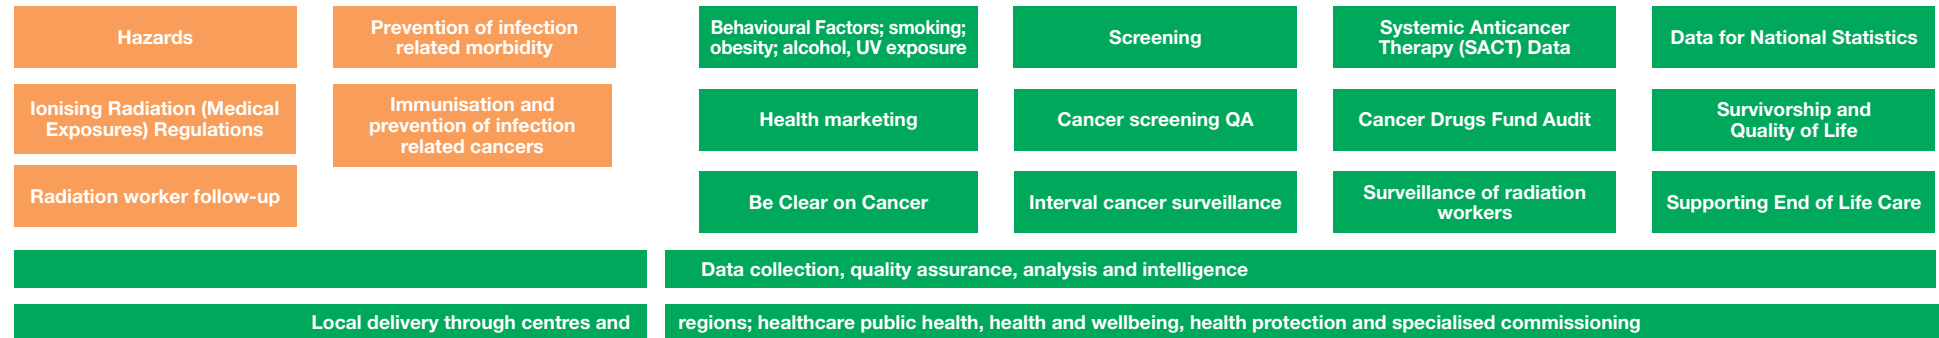 Hazards
Prevention of infection
related morbidity
Behavioural Factors; smoking;
obesity; alcohol, UV exposure
Screening
Systemic Anticancer
Therapy (SACT) Data
Data for National Statistics
Ionising Radiation (Medical
Exposures) Regulations
Immunisation and
prevention of infection
related cancers
Health marketing
Cancer screening QA
Cancer Drugs Fund Audit
Survivorship and
Quality of Life
Radiation worker follow-up
Be Clear on Cancer
Interval cancer surveillance
Surveillance of radiation
workers
Supporting End of Life Care
Data collection, quality assurance, analysis and intelligence
Local delivery through centres and regions; healthcare public health, health and wellbeing, health protection and specialised commissioning